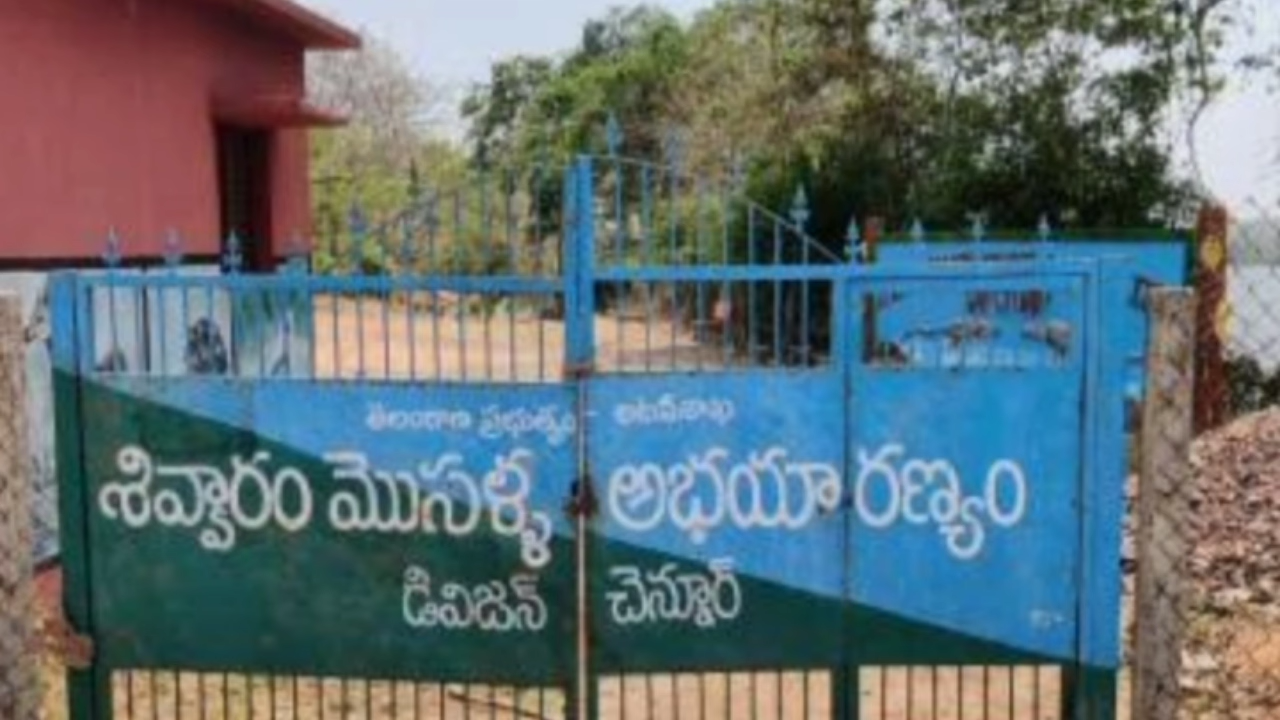 తెలంగాణ ప్రభుత్వం - అటవీశాఖ
శివ్వారం మొసళ్ళ అభయారణ్యం
డివిజన్ చెన్నూర్